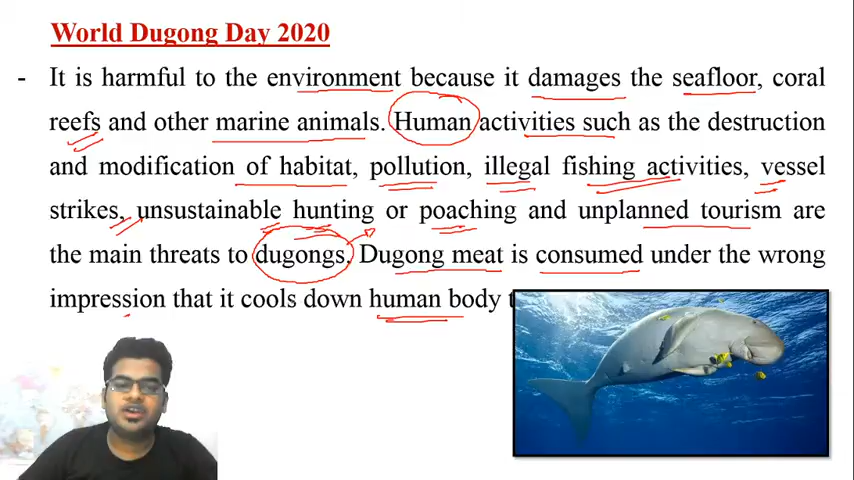 World Dugong Day 2020
- It is harmful to the environment because it damages the seafloor, coral
reefs and other marine animals. Human activities such as the destruction
and modification of habitat, pollution, illegal fishing activities, vessel
strikes, unsustainable hunting or poaching and unplanned tourism are
the main threats to dugongs. Dugong meat is consumed under the wrong
impression that it cools down human body